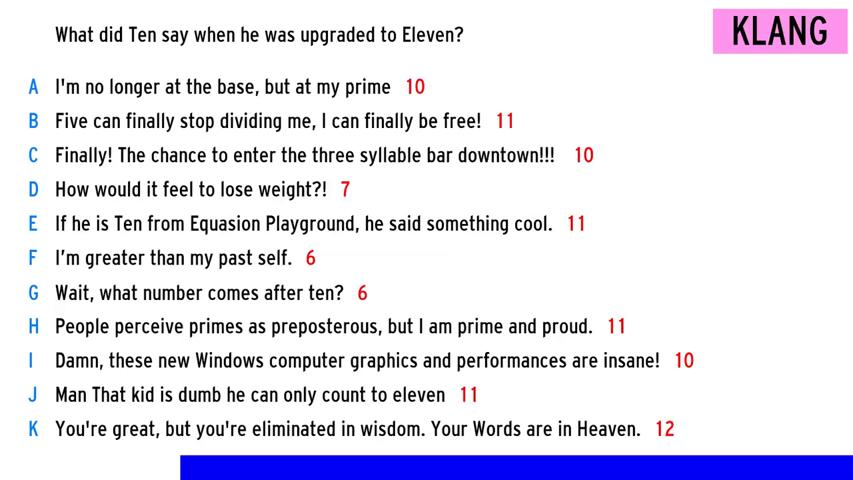 What did Ten say when he was upgraded to Eleven?
KLANG
A I'm no longer at the base, but at my prime 10
B Five can finally stop dividing me, I can finally be free! 11
C Finally! The chance to enter the three syllable bar downtown!!! 10
D How would it feel to lose weight?! 7
E If he is Ten from Equasion Playground, he said something cool. 11
F I’m greater than my past self. 6
G Wait, what number comes after ten? 6
H People perceive primes as preposterous, but I am prime and proud. 11
I Damn, these new Windows computer graphics and performances are insane! 10
J Man That kid is dumb he can only count to eleven 11
K You're great, but you're eliminated in wisdom. Your Words are in Heaven. 12